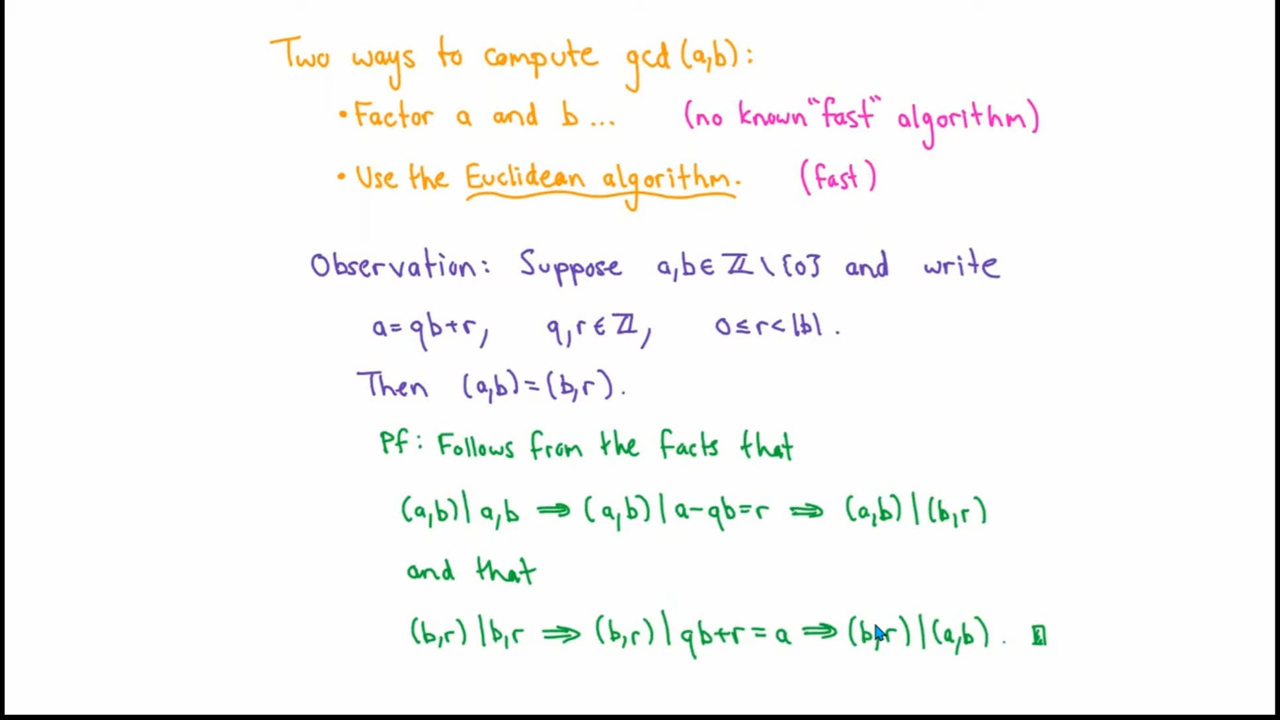 Two ways to compute gcd (a,b):
• Factor a and b ... (no known "fast" algorithm)
• Use the Euclidean algorithm. (fast)
Observation: Suppose a,b ∈ ℤ \ {0} and write
a = qb+r, q,r ∈ ℤ, 0 ≤ r < |b|.
Then (a,b) = (b,r).
Pf: Follows from the facts that
(a,b) | a,b ⇒ (a,b) | a-qb=r ⇒ (a,b) | (b,r)
and that
(b,r) | b,r ⇒ (b,r) | qb+r = a ⇒ (b,r) | (a,b).